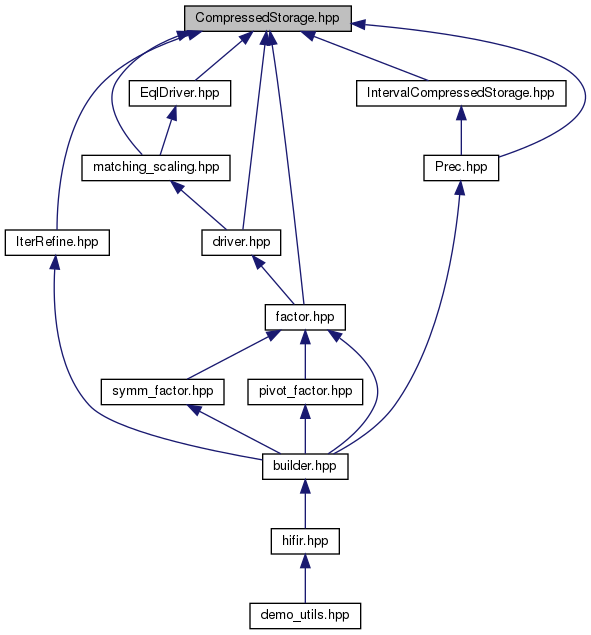 CompressedStorage.hpp
EqlDriver.hpp
IntervalCompressedStorage.hpp
matching_scaling.hpp
Prec.hpp
IterRefine.hpp
driver.hpp
factor.hpp
symm_factor.hpp
pivot_factor.hpp
builder.hpp
hifir.hpp
demo_utils.hpp